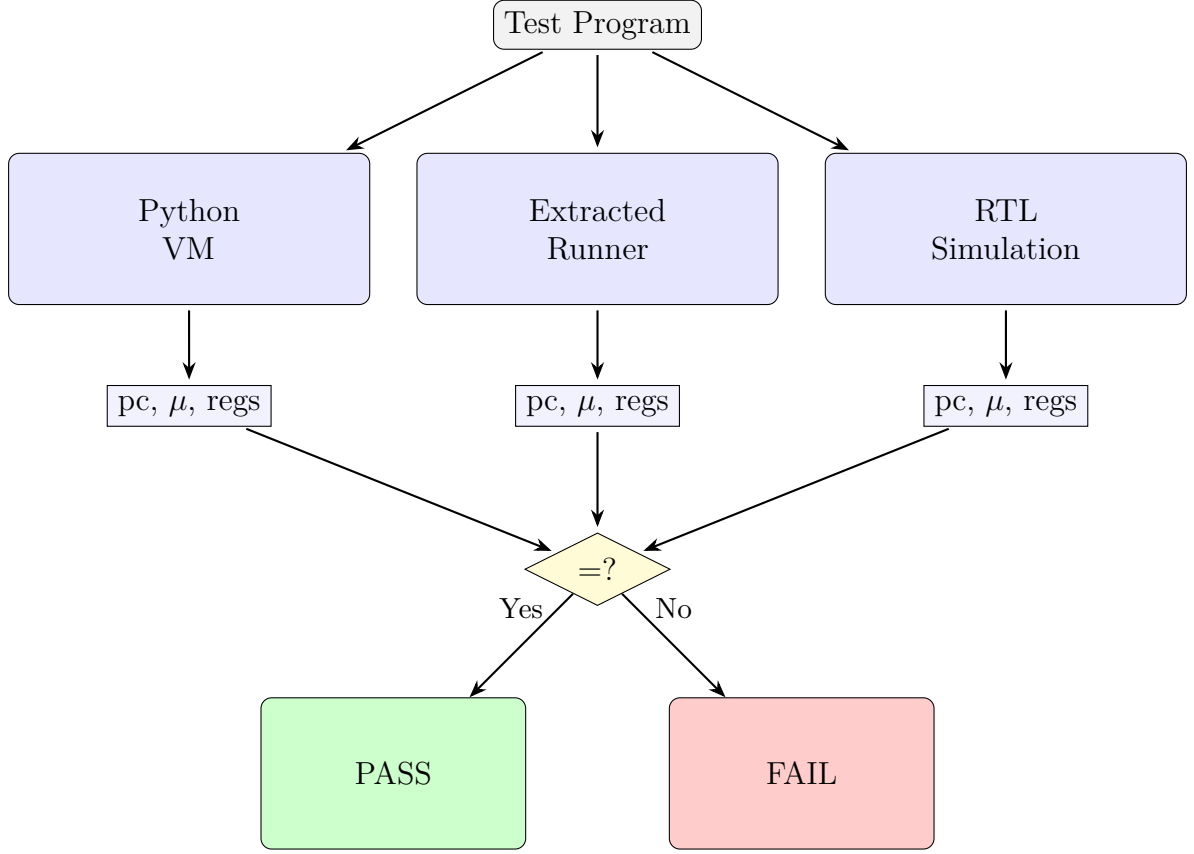 Test Program
Python
VM
Extracted
Runner
RTL
Simulation
pc, μ, regs
pc, μ, regs
pc, μ, regs
=?
Yes
No
PASS
FAIL